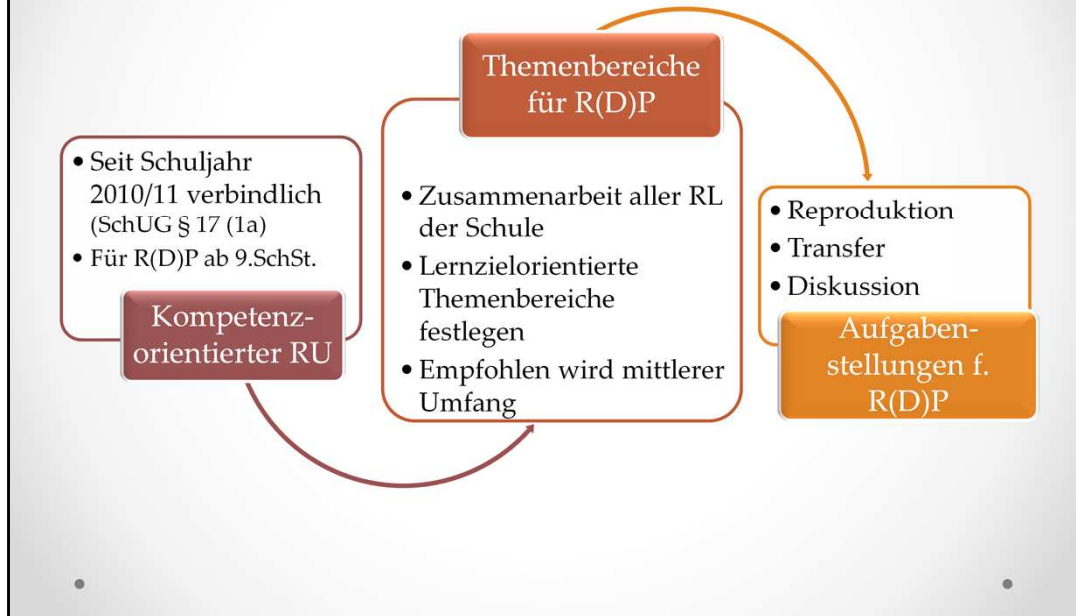 • Seit Schuljahr
2010/11 verbindlich
(SchUG § 17 (1a)
• Für R(D)P ab 9.SchSt.
Kompetenz-
orientierter RU
Themenbereiche
für R(D)P
• Zusammenarbeit aller RL
der Schule
• Lernzielorientierte
Themenbereiche
festlegen
• Empfohlen wird mittlerer
Umfang
• Reproduktion
• Transfer
• Diskussion
Aufgaben-
stellungen f.
R(D)P